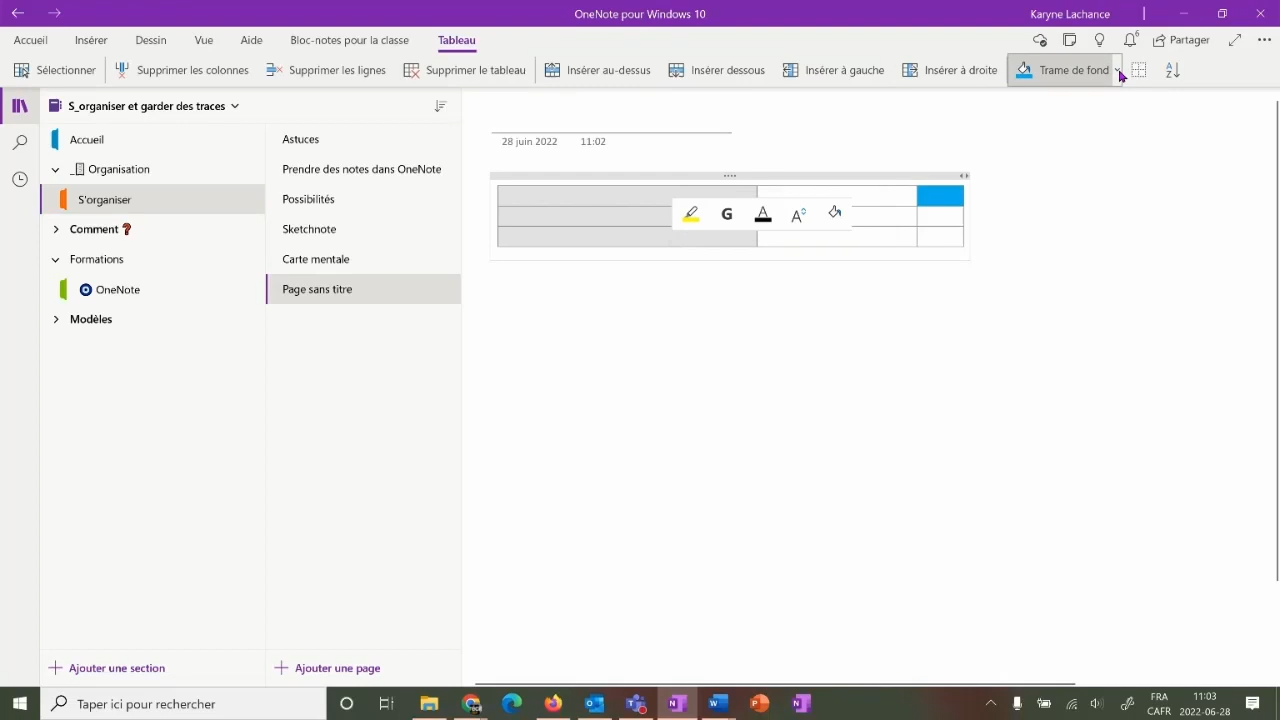 OneNote pour Windows 10
Karyne Lachance
Accueil Insérer Dessin Vue Aide Bloc-notes pour la classe Tableau
6
Partager
Sélectionner Supprimer les colonnes Supprimer les lignes Supprimer le tableau Insérer au-dessus Insérer dessous Insérer à gauche Insérer à droite Trame de fond
S_organiser et garder des traces
Accueil
Organisation
S'organiser
Comment ❓
Formations
OneNote
Modèles
Astuces
Prendre des notes dans OneNote
Possibilités
Sketchnote
Carte mentale
Page sans titre
28 juin 2022 11:02
G A A
Ajouter une section
Ajouter une page
Taper ici pour rechercher
FRA
CAFR
11:03
2022-06-28